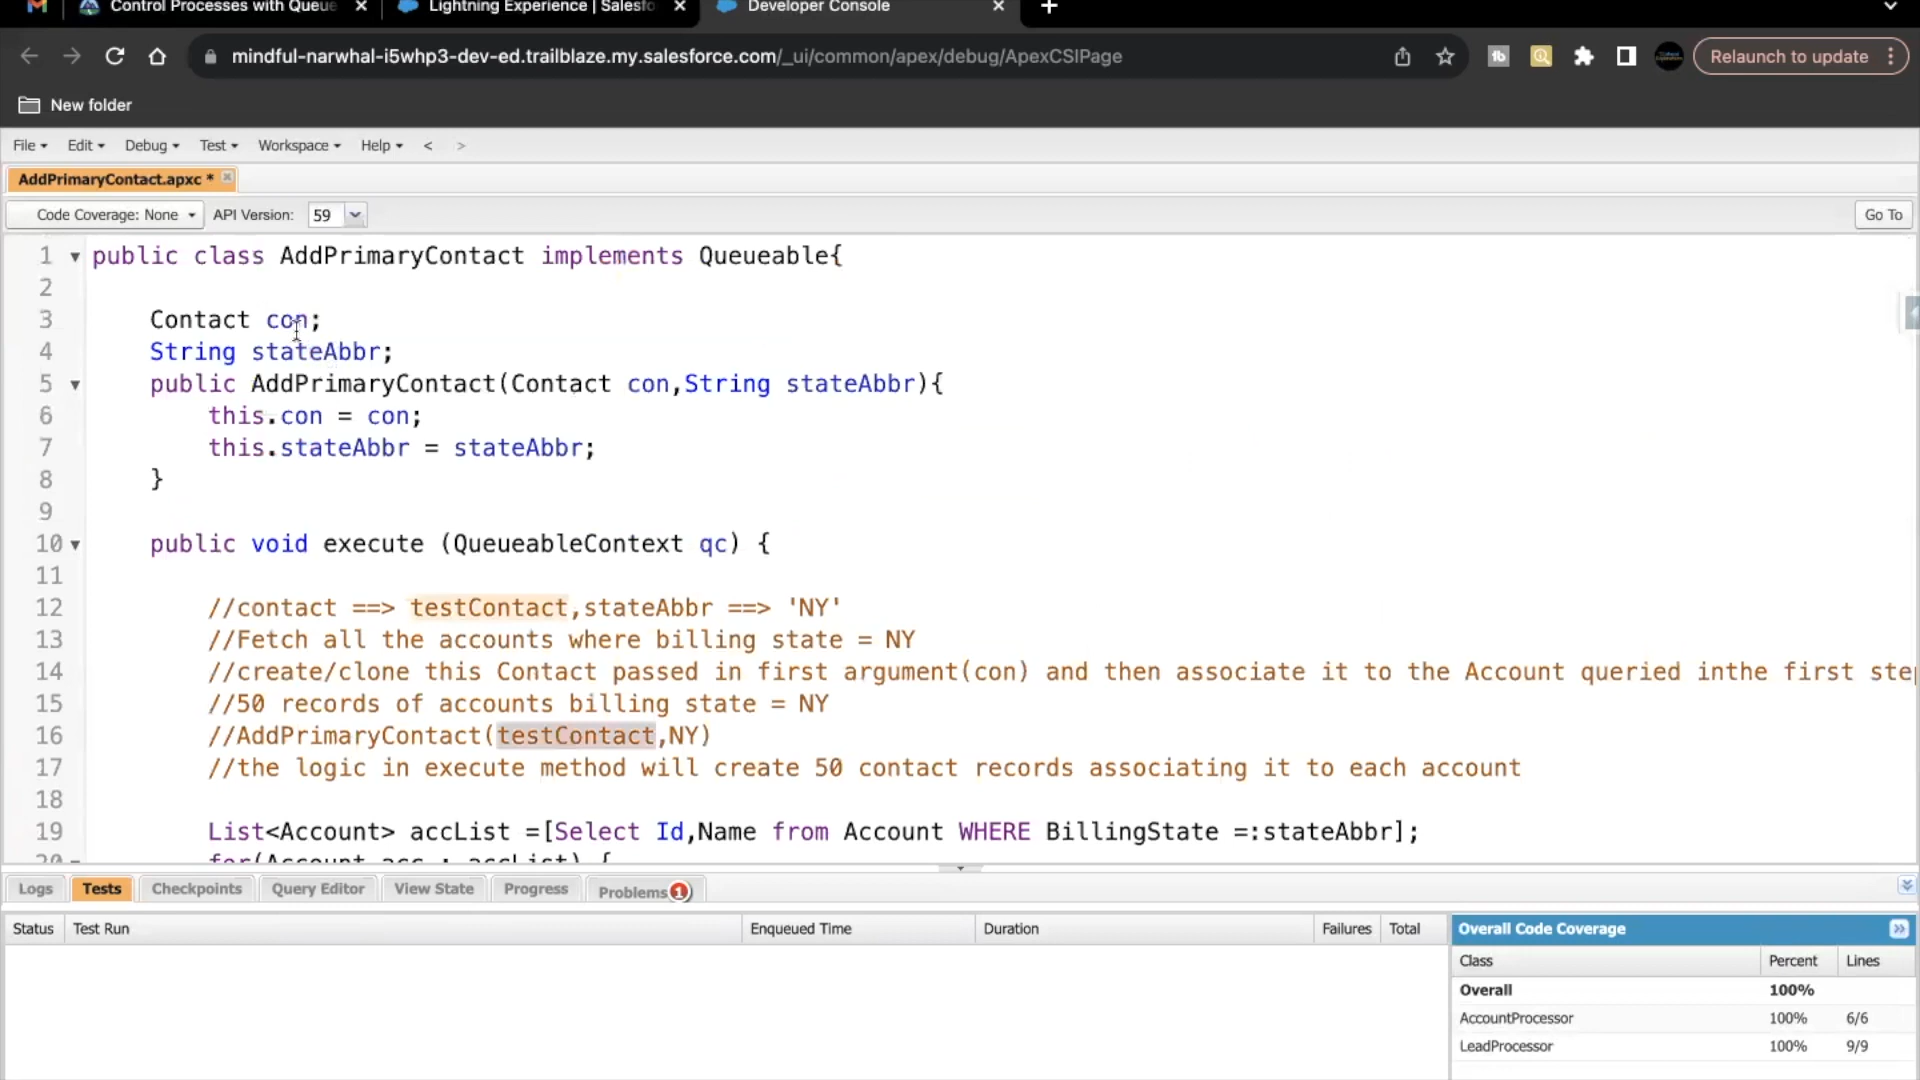 Control Processes with Queue
Lightning Experience | Salesfo
Developer Console
mindful-narwhal-i5whp3-dev-ed.trailblaze.my.salesforce.com/_ui/common/apex/debug/ApexCSIPage
Relaunch to update
New folder
File Edit Debug Test Workspace Help < >
AddPrimaryContact.apxc *
Code Coverage: None API Version: 59 Go To
1 public class AddPrimaryContact implements Queueable{
2
3 Contact con;
4 String stateAbbr;
5 public AddPrimaryContact(Contact con,String stateAbbr){
6 this.con = con;
7 this.stateAbbr = stateAbbr;
8 }
9
10 public void execute (QueueableContext qc) {
11
12 //contact ==> testContact,stateAbbr ==> 'NY'
13 //Fetch all the accounts where billing state = NY
14 //create/clone this Contact passed in first argument(con) and then associate it to the Account queried inthe first step
15 //50 records of accounts billing state = NY
16 //AddPrimaryContact(testContact,NY)
17 //the logic in execute method will create 50 contact records associating it to each account
18
19 List<Account> accList =[Select Id,Name from Account WHERE BillingState =:stateAbbr];
20 for(Account acc : accList) {
Logs Tests Checkpoints Query Editor View State Progress Problems 1
Status Test Run Enqueued Time Duration Failures Total
Overall Code Coverage
Class Percent Lines
Overall 100%
AccountProcessor 100% 6/6
LeadProcessor 100% 9/9